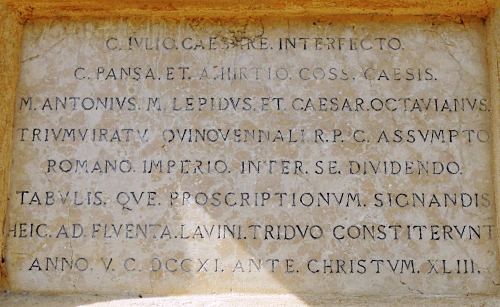 C. IVLIO. CAESARE. INTERFECTO.
C. PANSA. ET. A. HIRTIO. COSS. CAESIS.
M. ANTONIVS. M. LEPIDVS. ET. CAESAR. OCTAVIANVS.
TRIVMVIRATV QVINQVENNALI. R. P. C. ASSVMPTO
ROMANO. IMPERIO. INTER. SE. DIVIDENDO.
TABVLIS. QVE. PROSCRIPTIONVM. SIGNANDIS
HEIC. AD. FLVENTA. LAVINI. TRIDVO CONSTITERVNT
ANNO. V. C. DCCXI. ANTE. CHRISTVM. XLIII.